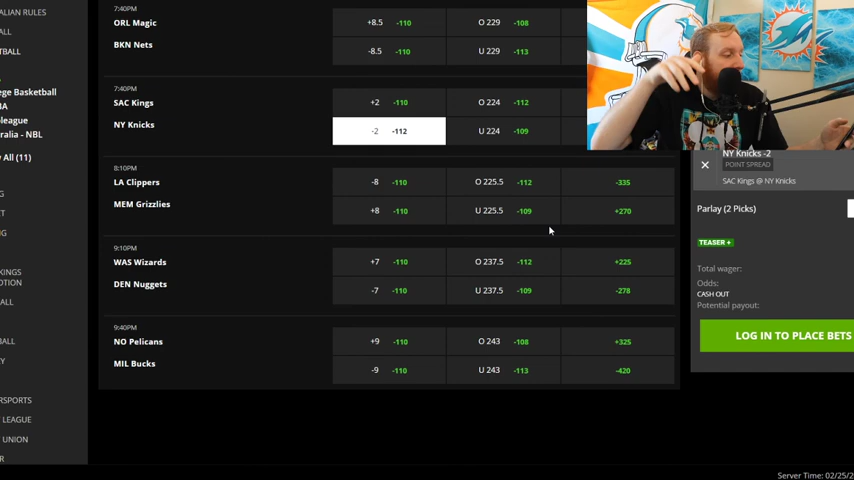 ALIAN RULES
7:40PM
ORL Magic +8.5 -110 O 229 -108
BKN Nets -8.5 -110 U 229 -113
ALL
TBALL
ege Basketball
BA
oleague
ralia - NBL
v All (11)
7:40PM
SAC Kings +2 -110 O 224 -112
NY Knicks -2 -112 U 224 -109
8:10PM
LA Clippers -8 -110 O 225.5 -112 -335
MEM Grizzlies +8 -110 U 225.5 -109 +270
9:10PM
WAS Wizards +7 -110 O 237.5 -112 +225
DEN Nuggets -7 -110 U 237.5 -109 -278
9:40PM
NO Pelicans +9 -110 O 243 -108 +325
MIL Bucks -9 -110 U 243 -113 -420
NG
CT
NG
KINGS
OTION
ALL
EY
RSPORTS
LEAGUE
UNION
R
NY Knicks -2
POINT SPREAD
SAC Kings @ NY Knicks
Parlay (2 Picks)
TEASER +
Total wager:
Odds:
CASH OUT
Potential payout:
LOG IN TO PLACE BETS
Server Time: 02/25/2